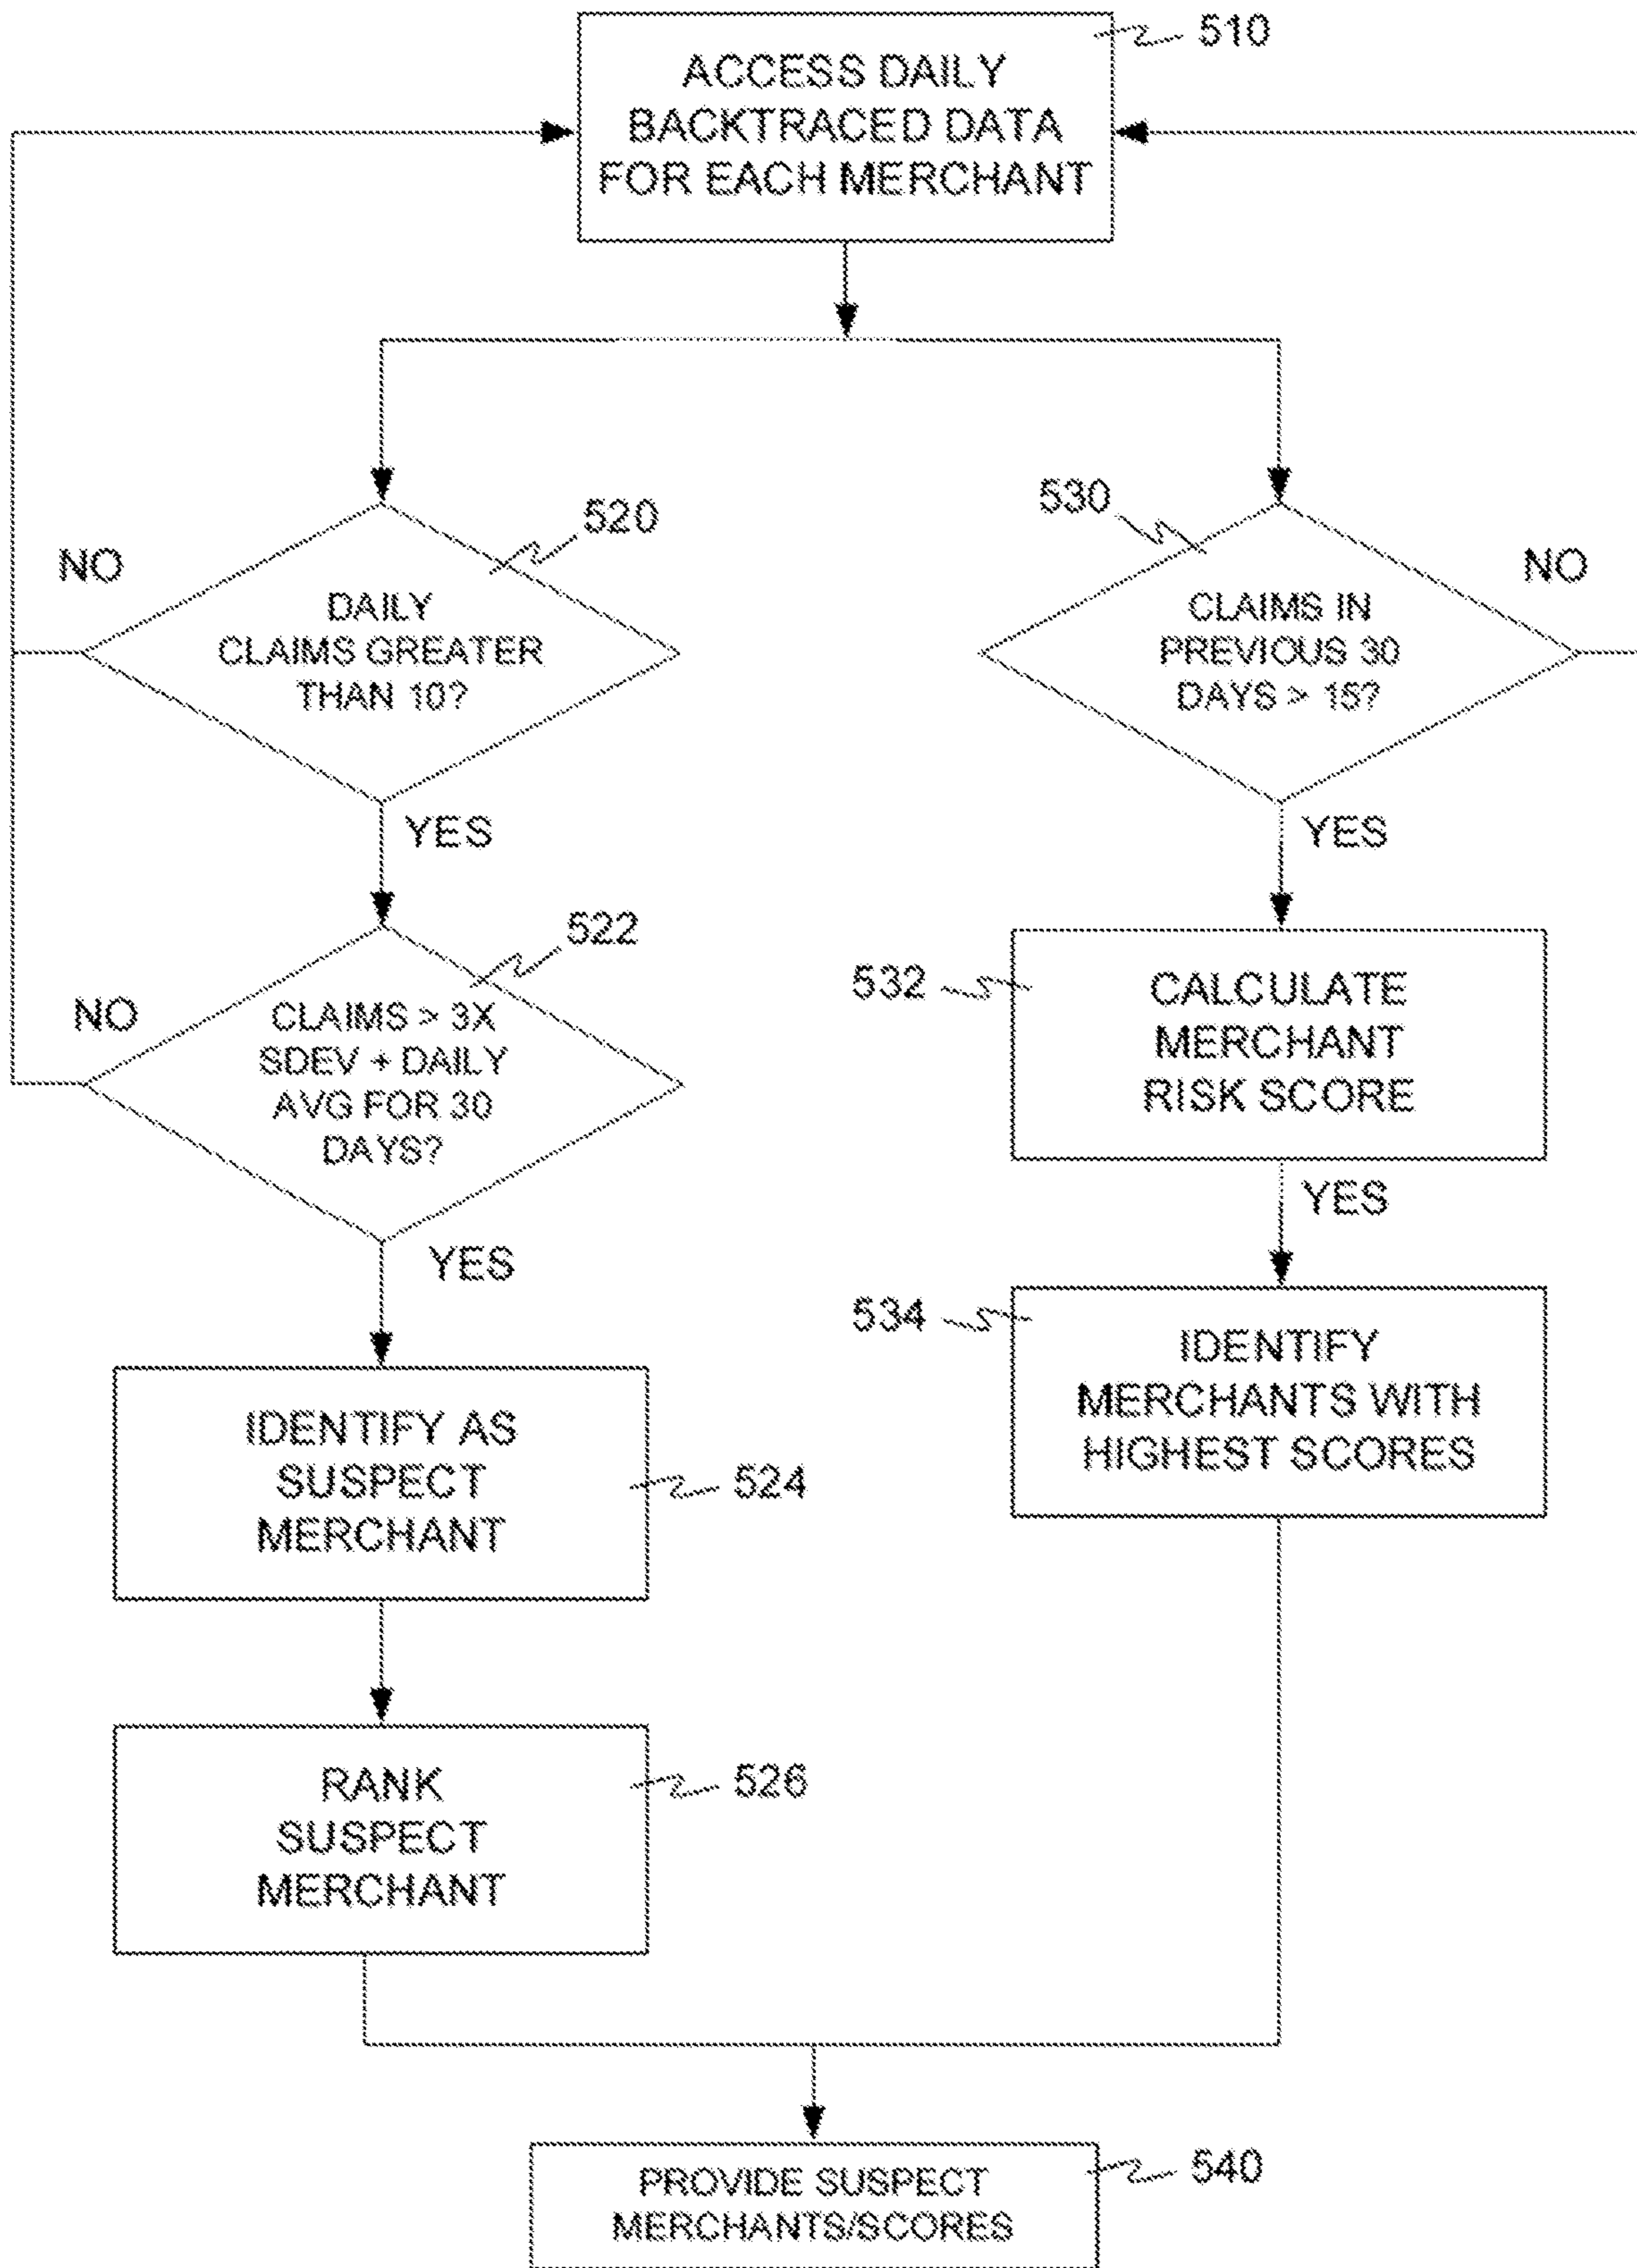 510
ACCESS DAILY
BACKTRACED DATA
FOR EACH MERCHANT
520
NO
DAILY
CLAIMS GREATER
THAN 10?
YES
522
NO
CLAIMS > 3X
SDEV + DAILY
AVG FOR 30
DAYS?
YES
IDENTIFY AS
SUSPECT
MERCHANT
524
RANK
SUSPECT
MERCHANT
526
530
NO
CLAIMS IN
PREVIOUS 30
DAYS > 15?
YES
532
CALCULATE
MERCHANT
RISK SCORE
YES
534
IDENTIFY
MERCHANTS WITH
HIGHEST SCORES
540
PROVIDE SUSPECT
MERCHANTS/SCORES